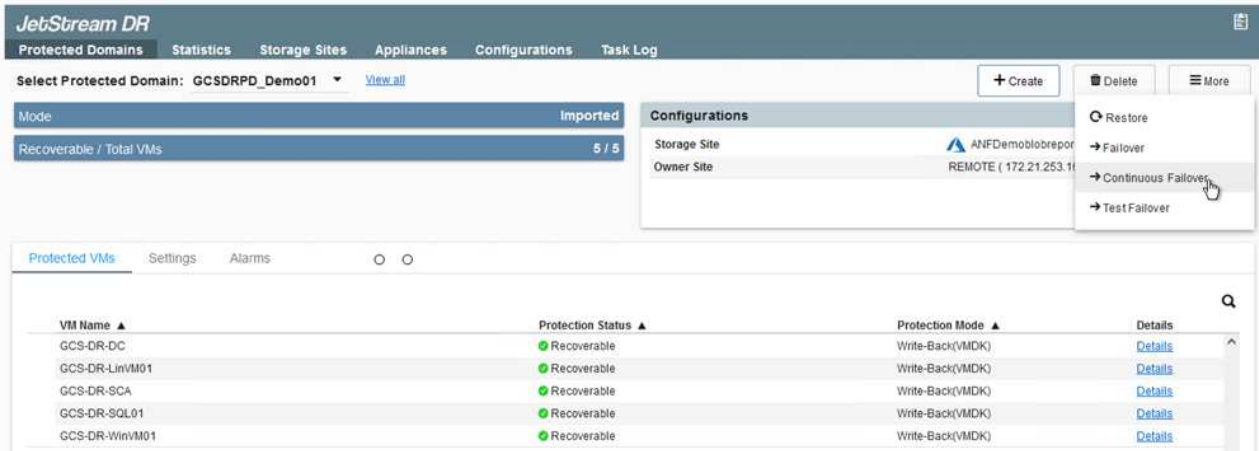 JetStream DR
Protected Domains Statistics Storage Sites Appliances Configurations Task Log
Select Protected Domain: GCSDRPD_Demo01 View all
+ Create Delete More
Mode Imported
Recoverable / Total VMs 5 / 5
Configurations
Storage Site ANFDemoblobrepor
Owner Site REMOTE ( 172.21.253.16
Restore
Failover
Continuous Failover
Test Failover
Protected VMs Settings Alarms
VM Name ▲ Protection Status ▲ Protection Mode ▲ Details
GCS-DR-DC Recoverable Write-Back(VMDK) Details
GCS-DR-LinVM01 Recoverable Write-Back(VMDK) Details
GCS-DR-SCA Recoverable Write-Back(VMDK) Details
GCS-DR-SQL01 Recoverable Write-Back(VMDK) Details
GCS-DR-WinVM01 Recoverable Write-Back(VMDK) Details